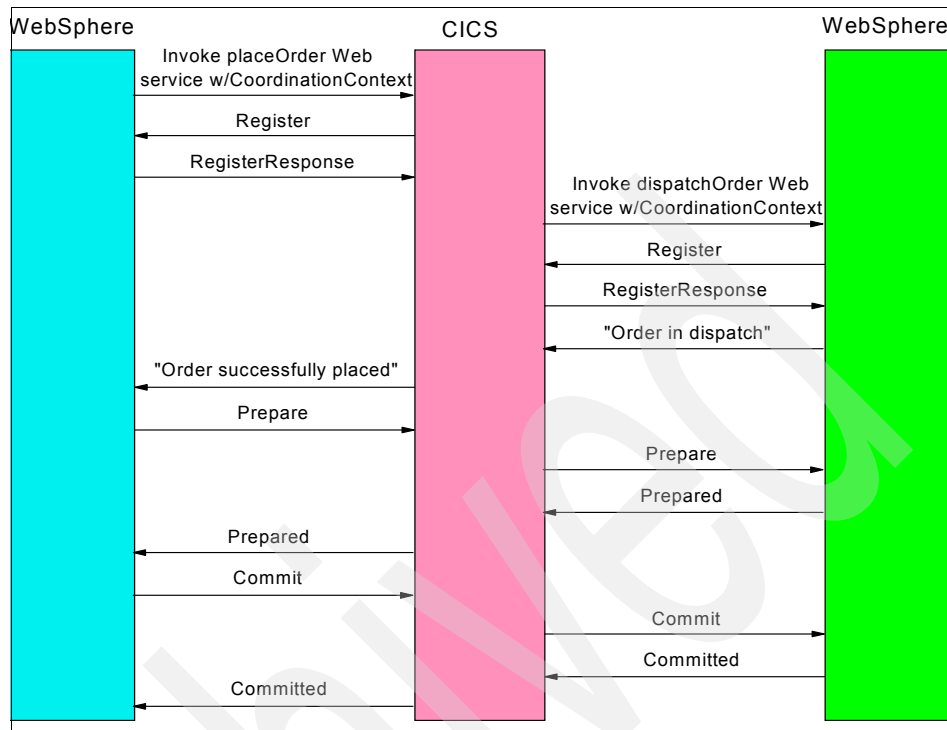 WebSphere
CICS
WebSphere
Invoke placeOrder Web
service w/CoordinationContext
Register
RegisterResponse
Invoke dispatchOrder Web
service w/CoordinationContext
Register
RegisterResponse
"Order in dispatch"
"Order successfully placed"
Prepare
Prepare
Prepared
Prepared
Commit
Commit
Committed
Committed